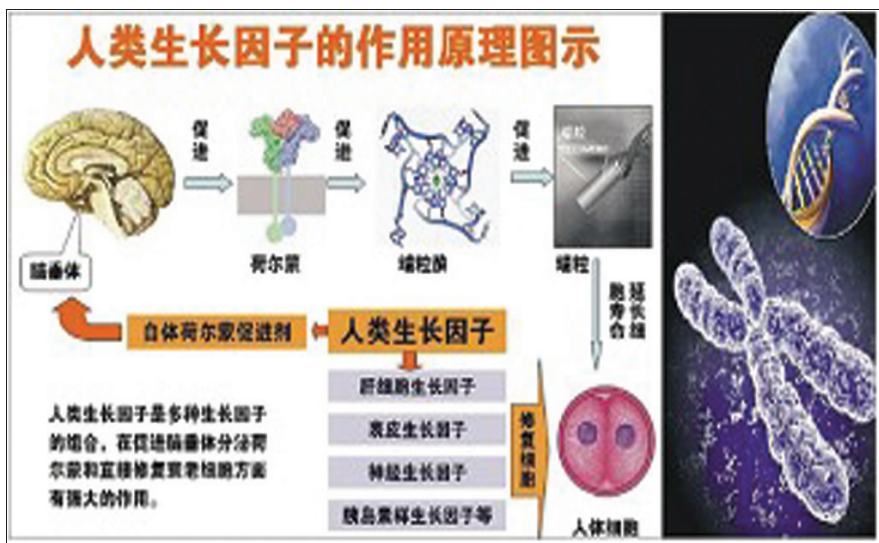 人类生长因子的作用原理图示
促进
促进
促进
脑垂体
荷尔蒙
端粒酶
端粒
端粒
延长细
胞寿命
自体荷尔蒙促进剂
人类生长因子
肝细胞生长因子
表皮生长因子
神经生长因子
胰岛素样生长因子等
修复细胞
人体细胞
人类生长因子是多种生长因子
的组合，在促进脑垂体分泌荷
尔蒙和直接修复衰老细胞方面
有强大的作用。